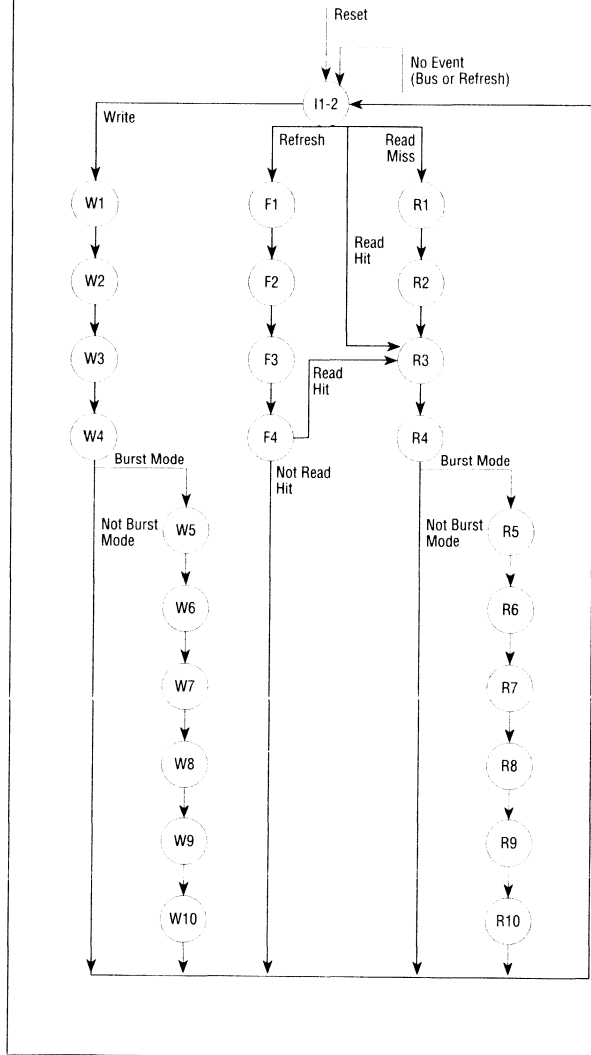 Reset
No Event
(Bus or Refresh)
I1-2
Write
Refresh
Read
Miss
W1
F1
R1
Read
Hit
W2
F2
R2
W3
F3
R3
Read
Hit
W4
F4
R4
Burst Mode
Not Read
Hit
Burst Mode
Not Burst
Mode
W5
Not Burst
Mode
R5
W6
R6
W7
R7
W8
R8
W9
R9
W10
R10